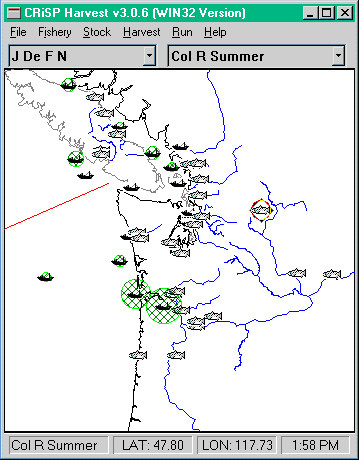 CRiSP Harvest v3.0.6 (WIN32 Version)
File Fishery Stock Harvest Run Help
J De F N Col R Summer
Col R Summer LAT: 47.80 LON: 117.73 1:58 PM